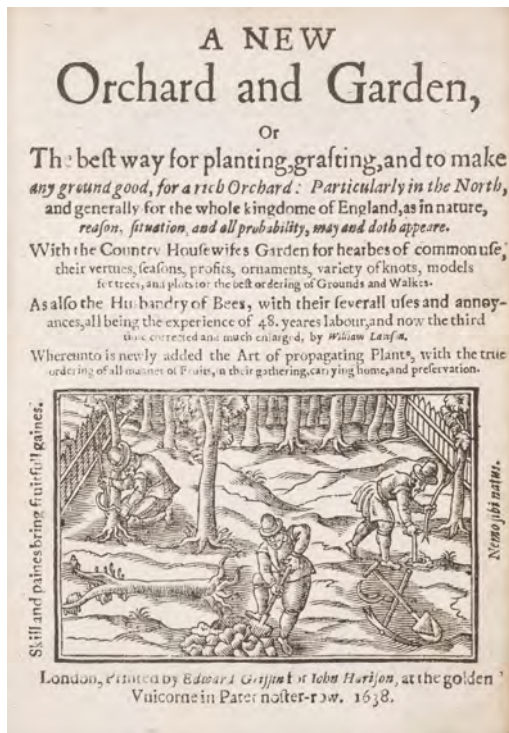 A NEW
Orchard and Garden,
Or
The beſt way for planting,grafting,and to make
any ground good, for a rich Orchard: Particularly in the North,
and generally for the whole kingdome of England,as in nature,
reaſon, ſituation, and all probability, may and doth appeare.
With the Country Houſewifes Garden for hearbes of common uſe,
their vertues, ſeaſons, profits, ornaments, variety of knots, models
for trees, and plots for the beſt ordering of Grounds and Walkes.
As alſo the Husbandry of Bees, with their ſeverall uſes and annoy-
ances,all being the experience of 48. yeares labour,and now the third
time corrected and much enlarged, by William Lawſon.
Whereunto is newly added the Art of propagating Plants, with the true
ordering of all manner of Fruits, in their gathering,carrying home,and preſervation.
Skill and paines bring fruitfull gaines.
Nemo ſibi natus.
London, Printed by Edward Griffin for Iohn Hariſon, at the golden
Vnicorne in Pater noſter-row. 1638.